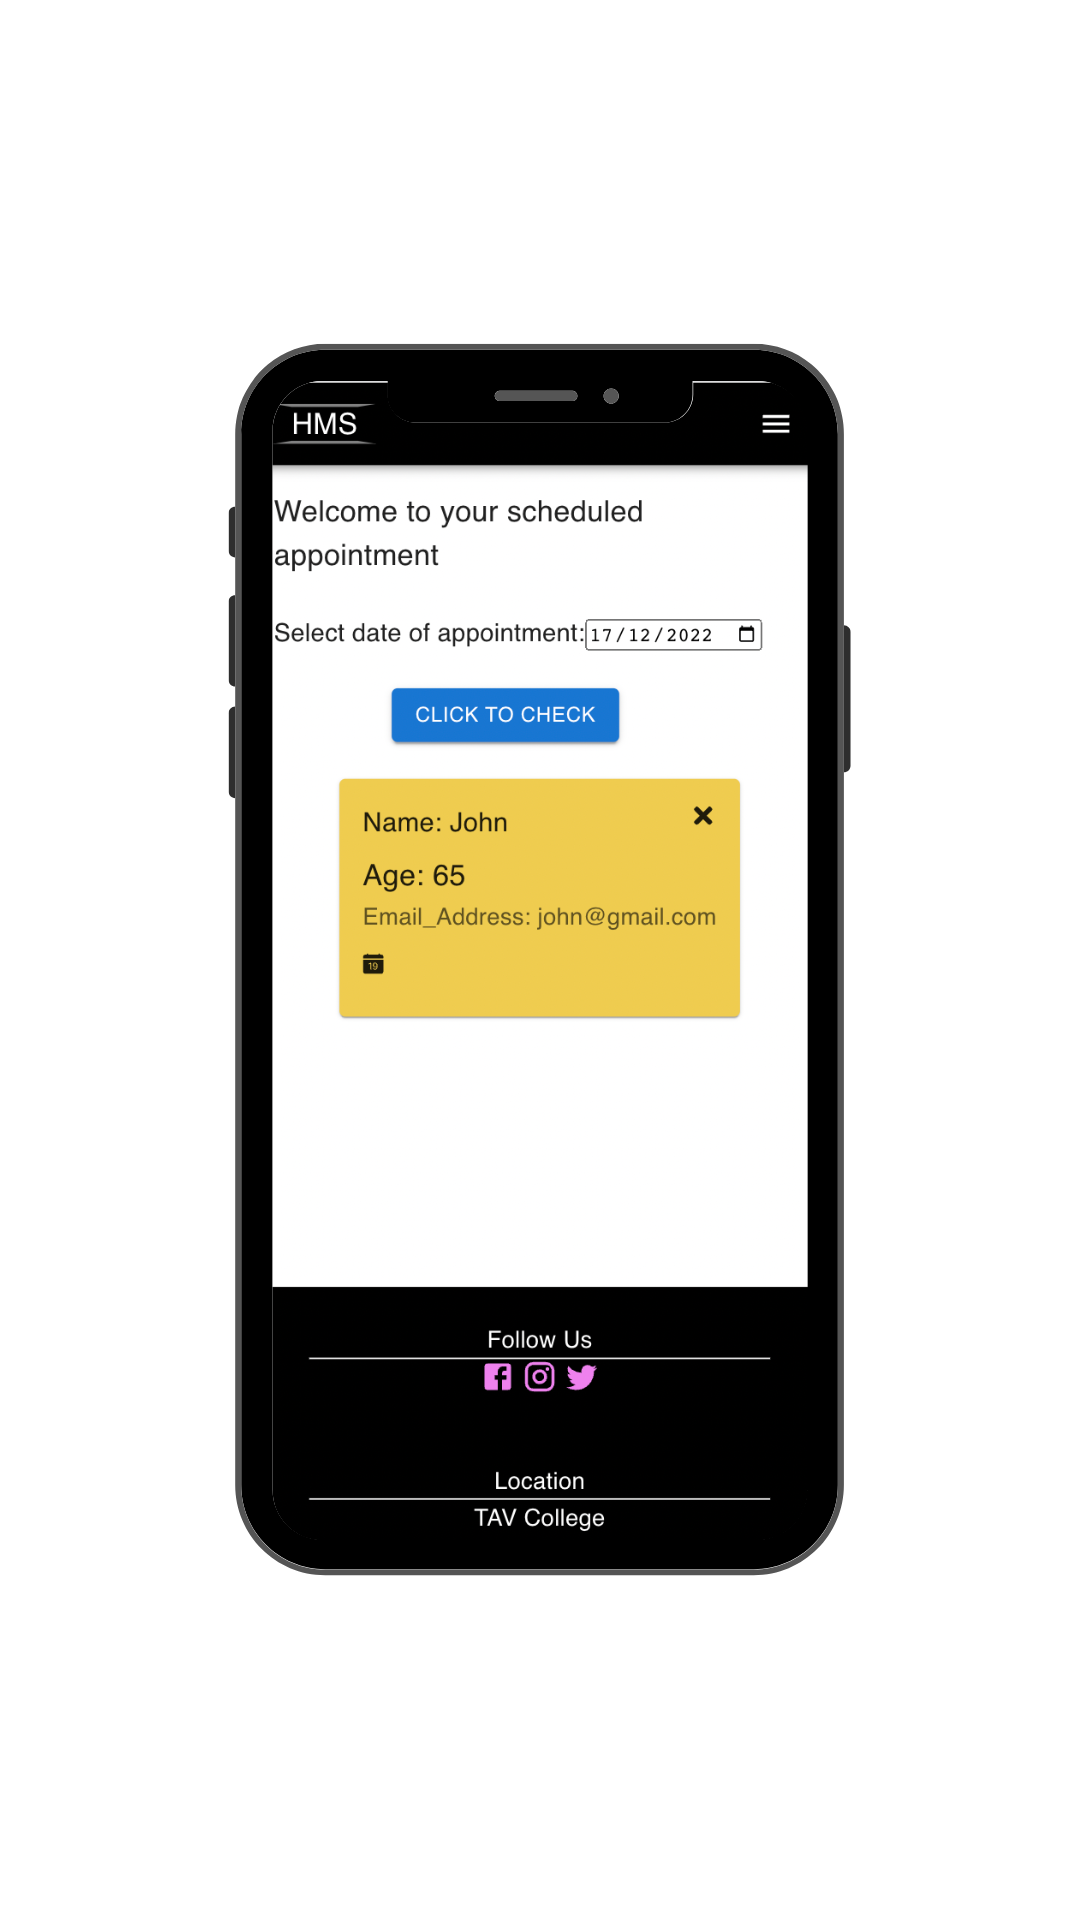 HMS
Welcome to your scheduled
appointment
Select date of appointment: 17/12/2022
CLICK TO CHECK
Name: John
Age: 65
Email_Address: john@gmail.com
19
Follow Us
Location
TAV College